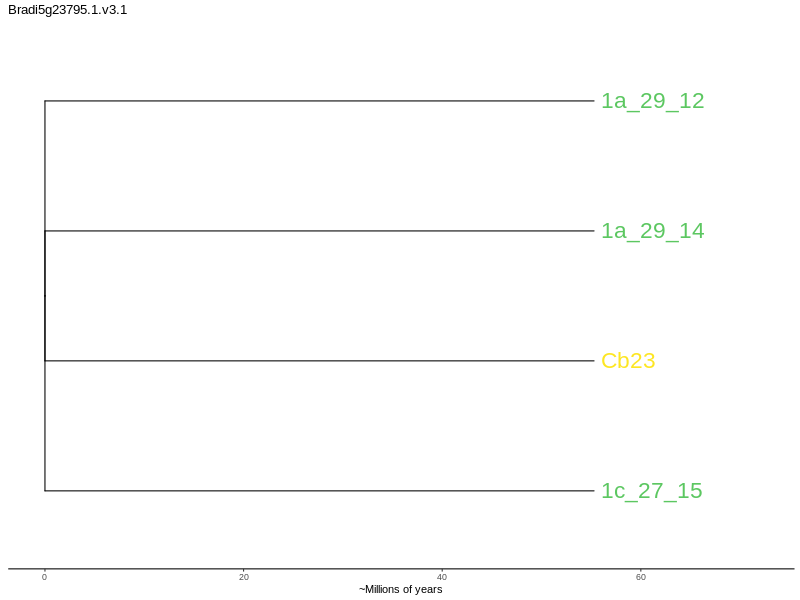 Bradi5g23795.1.v3.1
1a_29_12
1a_29_14
Cb23
1c_27_15
0 20 40 60
~Millions of years